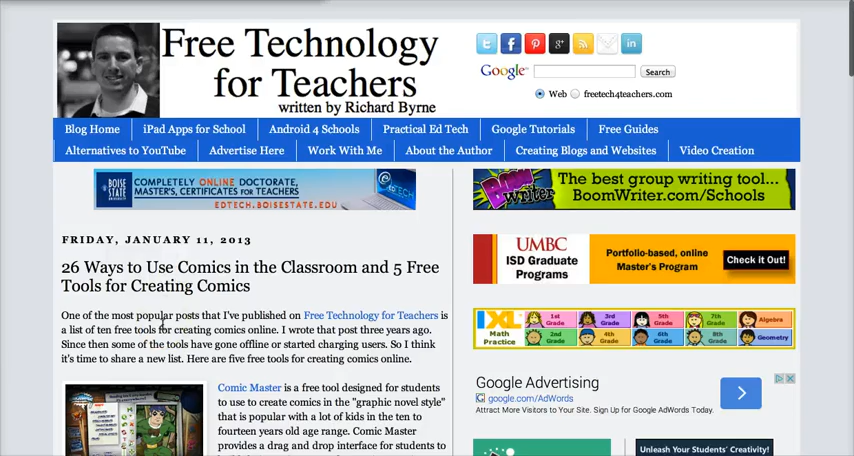 Free Technology
for Teachers
written by Richard Byrne
Google™ Search
Web freetech4teachers.com
Blog Home iPad Apps for School Android 4 Schools Practical Ed Tech Google Tutorials Free Guides
Alternatives to YouTube Advertise Here Work With Me About the Author Creating Blogs and Websites Video Creation
BOISE STATE COMPLETELY ONLINE DOCTORATE,
MASTER'S, CERTIFICATES FOR TEACHERS
EDTECH.BOISESTATE.EDU
BOOM Writer The best group writing tool...
BoomWriter.com/Schools
FRIDAY, JANUARY 11, 2013
26 Ways to Use Comics in the Classroom and 5 Free
Tools for Creating Comics
One of the most popular posts that I've published on Free Technology for Teachers is
a list of ten free tools for creating comics online. I wrote that post three years ago.
Since then some of the tools have gone offline or started charging users. So I think
it's time to share a new list. Here are five free tools for creating comics online.
Comic Master is a free tool designed for students
to use to create comics in the "graphic novel style"
that is popular with a lot of kids in the ten to
fourteen years old age range. Comic Master
provides a drag and drop interface for students to
UMBC
ISD Graduate
Programs
Portfolio-based, online
Master's Program
Check it Out!
IXL
Math
Practice
1st Grade 3rd Grade 5th Grade 7th Grade Algebra
2nd Grade 4th Grade 6th Grade 8th Grade Geometry
Google Advertising
google.com/AdWords
Attract More Visitors to Your Site. Sign Up for Google AdWords Today.
Unleash Your Students' Creativity!